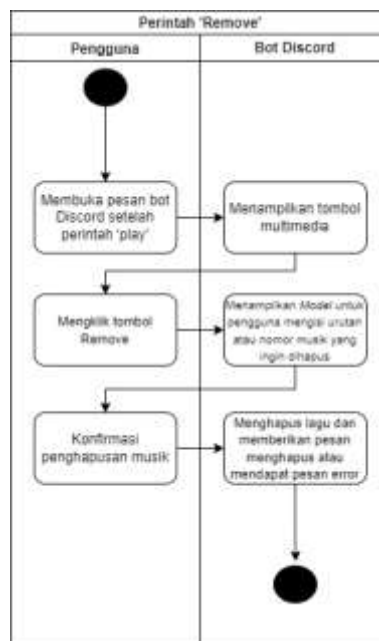 Perintah 'Remove'
Pengguna
Bot Discord
Membuka pesan bot
Discord setelah
perintah 'play'
Menampilkan tombol
multimedia
Mengklik tombol
Remove
Menampilkan Model untuk
pengguna mengisi urutan
atau nomor musik yang
ingin dihapus
Konfirmasi
penghapusan musik
Menghapus lagu dan
memberikan pesan
menghapus atau
mendapat pesan error